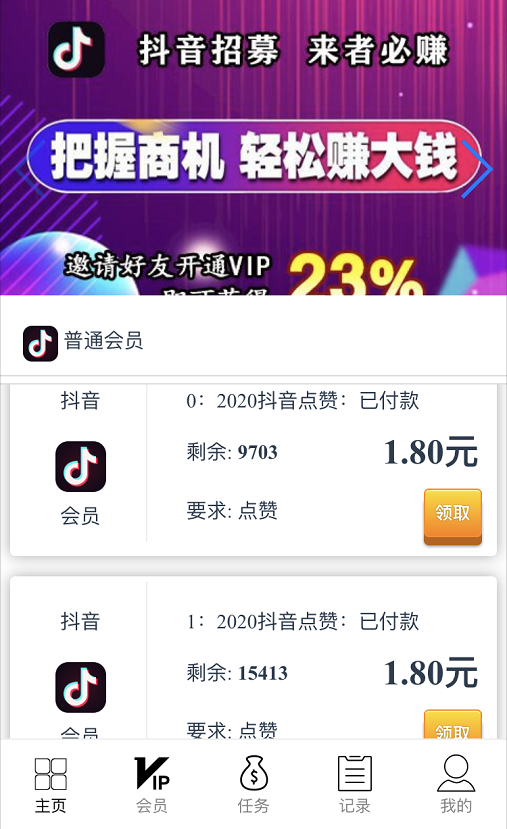 抖音招募 来者必赚
把握商机 轻松赚大钱
邀请好友开通VIP
即可获得 23%
普通会员
抖音
0：2020抖音点赞：已付款
剩余: 9703
1.80元
会员
要求: 点赞
领取
抖音
1：2020抖音点赞：已付款
剩余: 15413
1.80元
会员
要求: 点赞
领取
主页
VIP
会员
任务
记录
我的